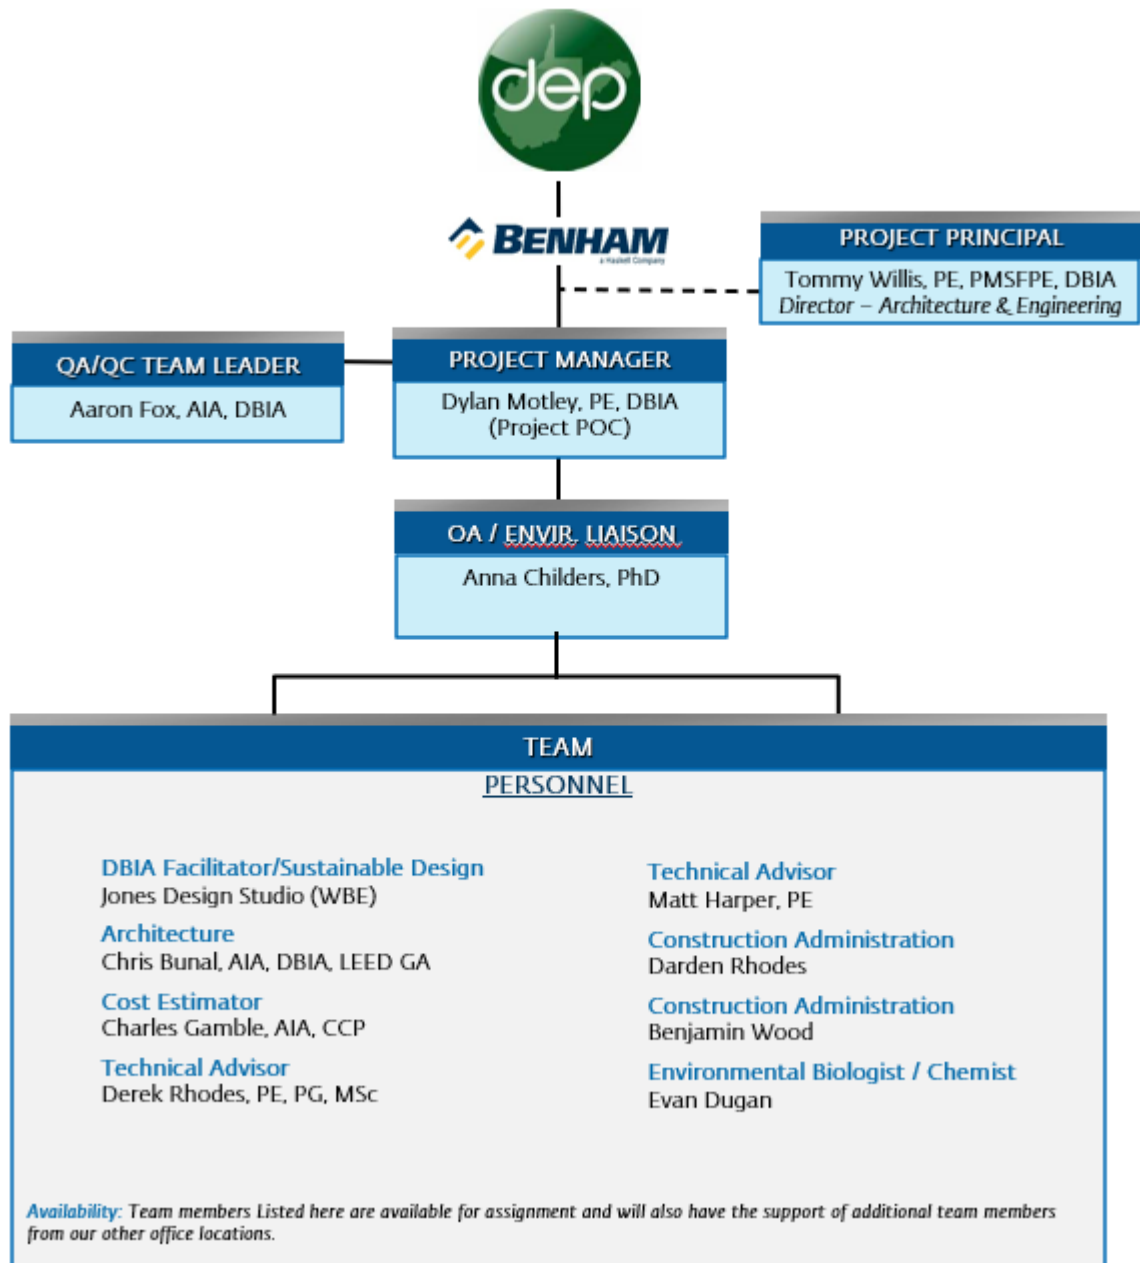 dep
BENHAM
a Haskell Company
PROJECT PRINCIPAL
Tommy Willis, PE, PMSFPE, DBIA
Director – Architecture & Engineering
QA/QC TEAM LEADER
Aaron Fox, AIA, DBIA
PROJECT MANAGER
Dylan Motley, PE, DBIA
(Project POC)
OA / ENVIR. LIAISON
Anna Childers, PhD
TEAM
PERSONNEL
DBIA Facilitator/Sustainable Design
Jones Design Studio (WBE)
Architecture
Chris Bunal, AIA, DBIA, LEED GA
Cost Estimator
Charles Gamble, AIA, CCP
Technical Advisor
Derek Rhodes, PE, PG, MSc
Technical Advisor
Matt Harper, PE
Construction Administration
Darden Rhodes
Construction Administration
Benjamin Wood
Environmental Biologist / Chemist
Evan Dugan
Availability: Team members Listed here are available for assignment and will also have the support of additional team members
from our other office locations.